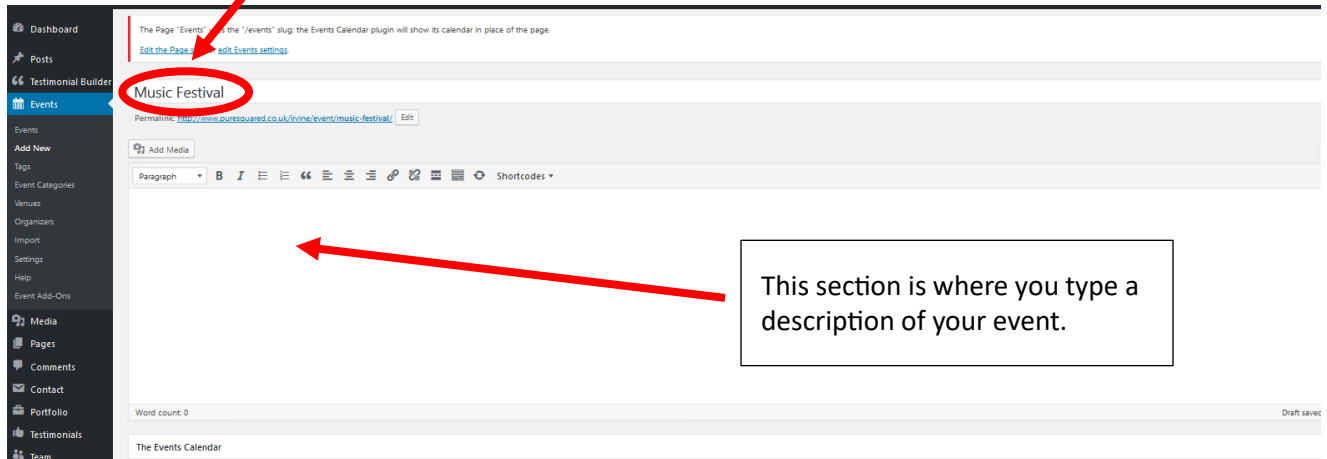 Dashboard
Posts
Testimonial Builder
Events
Events
Add New
Tags
Event Categories
Venues
Organizers
Import
Settings
Help
Event Add-Ons
Media
Pages
Comments
Contact
Portfolio
Testimonials
Team
The Page "Events" the "/events" slug: the Events Calendar plugin will show its calendar in place of the page.
Edit the Page edit Events settings.
Music Festival
Permalink: http://www.puresquared.co.uk/irvine/event/music-festival/ Edit
Add Media
Paragraph Shortcodes
This section is where you type a
description of your event.
Word count: 0 Draft saved
The Events Calendar